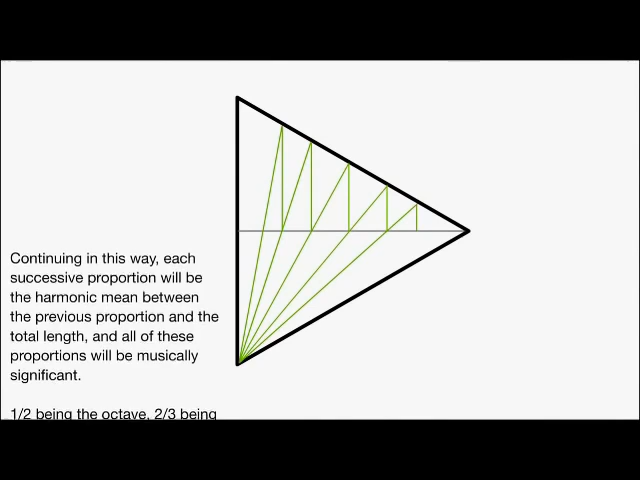 Continuing in this way, each
successive proportion will be
the harmonic mean between
the previous proportion and the
total length, and all of these
proportions will be musically
significant.
1/2 being the octave, 2/3 being